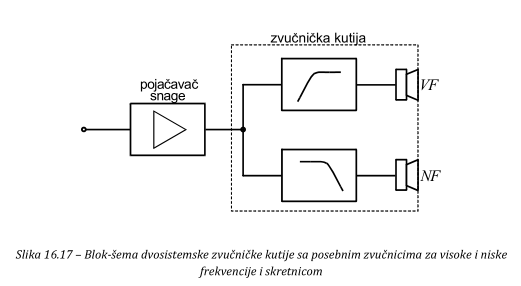 zvučnička kutija
pojačavač
snage
VF
NF
Slika 16.17 – Blok-šema dvosistemske zvučničke kutije sa posebnim zvučnicima za visoke i niske
frekvencije i skretnicom